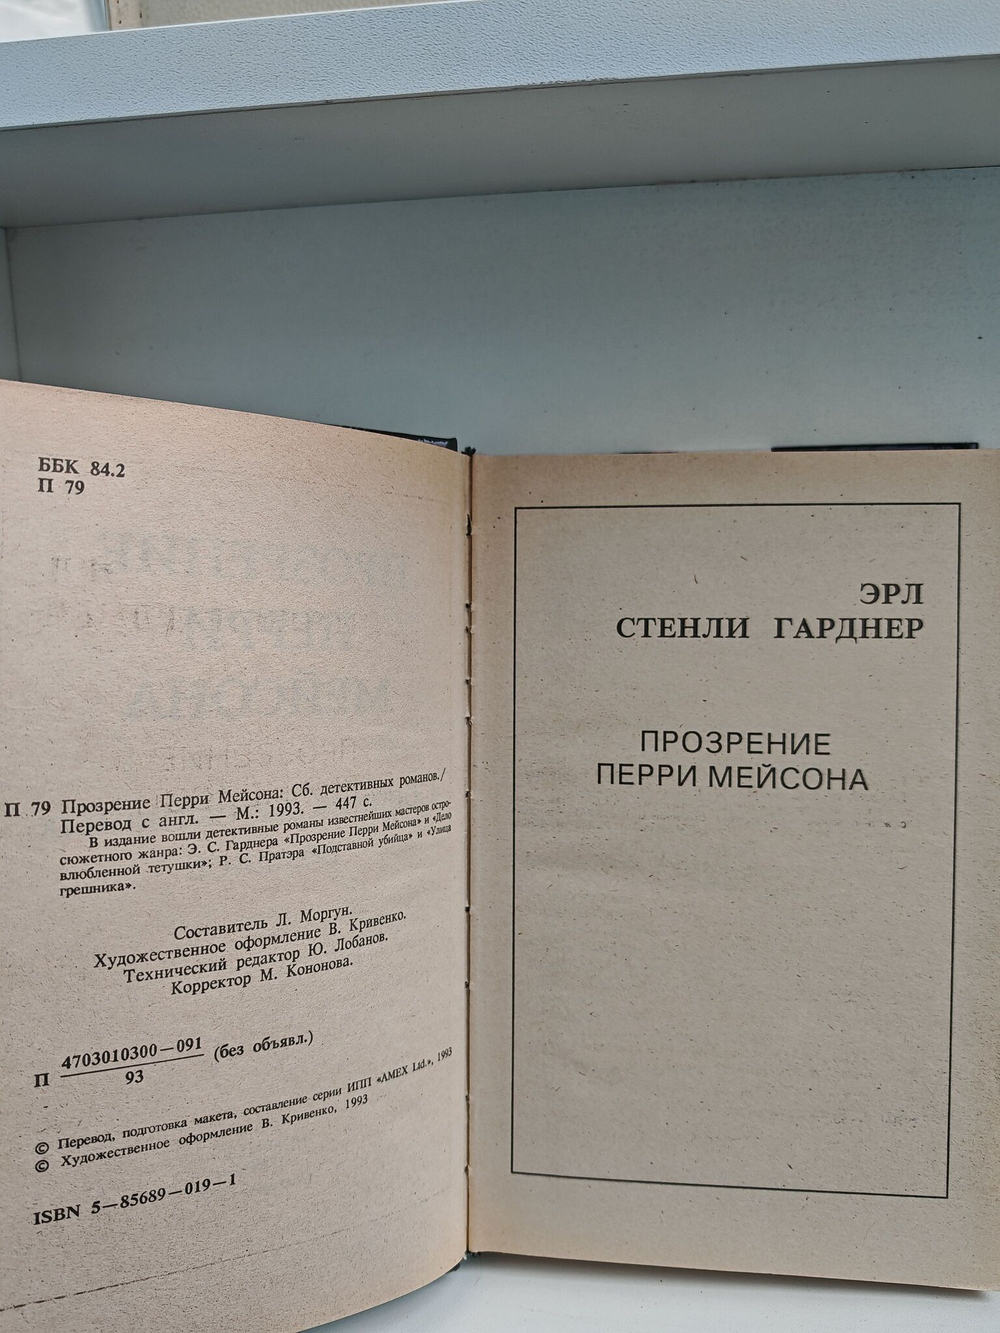 ББК 84.2
П 79
П 79 Прозрение Перри Мейсона: Сб. детективных романов./
Перевод с англ. — М.: 1993. — 447 с.
В издание вошли детективные романы известнейших мастеров остро-
сюжетного жанра: Э. С. Гарднера «Прозрение Перри Мейсона» и «Дело
влюбленной тетушки»; Р. С. Пратэра «Подставной убийца» и «Улица
грешника».
Составитель Л. Моргун.
Художественное оформление В. Кривенко.
Технический редактор Ю. Лобанов.
Корректор М. Кононова.
П 4703010300—091
93
(без объявл.)
© Перевод, подготовка макета, составление серии ИПП «AMEX Ltd.», 1993
© Художественное оформление В. Кривенко, 1993
ISBN 5—85689—019—1
ЭРЛ
СТЕНЛИ ГАРДНЕР
ПРОЗРЕНИЕ
ПЕРРИ МЕЙСОНА